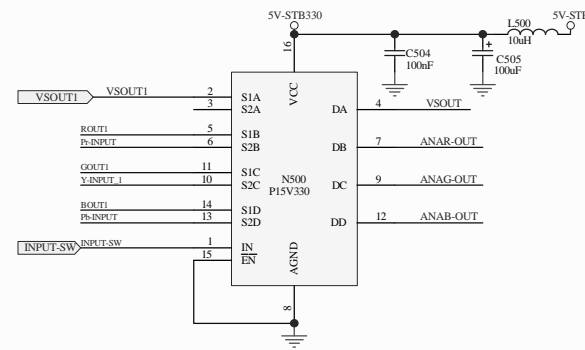 5V-STB330
L500
5V-STB
10uH
16
C504
100nF
C505
100uF
VCC
VSOUT1 VSOUT1 2 S1A
3 S2A
DA 4 VSOUT
ROUT1 5 S1B
Pr-INPUT 6 S2B
DB 7 ANAR-OUT
GOUT1 11 S1C
Y-INPUT_1 10 S2C
N500
P15V330
DC 9 ANAG-OUT
BOUT1 14 S1D
Pb-INPUT 13 S2D
DD 12 ANAB-OUT
INPUT-SW INPUT-SW 1 IN
15 EN
AGND
8